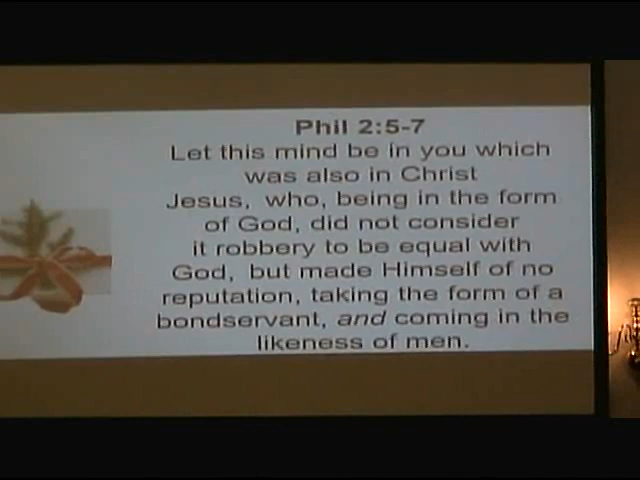 Phil 2:5-7
Let this mind be in you which
was also in Christ
Jesus, who, being in the form
of God, did not consider
it robbery to be equal with
God, but made Himself of no
reputation, taking the form of a
bondservant, and coming in the
likeness of men.